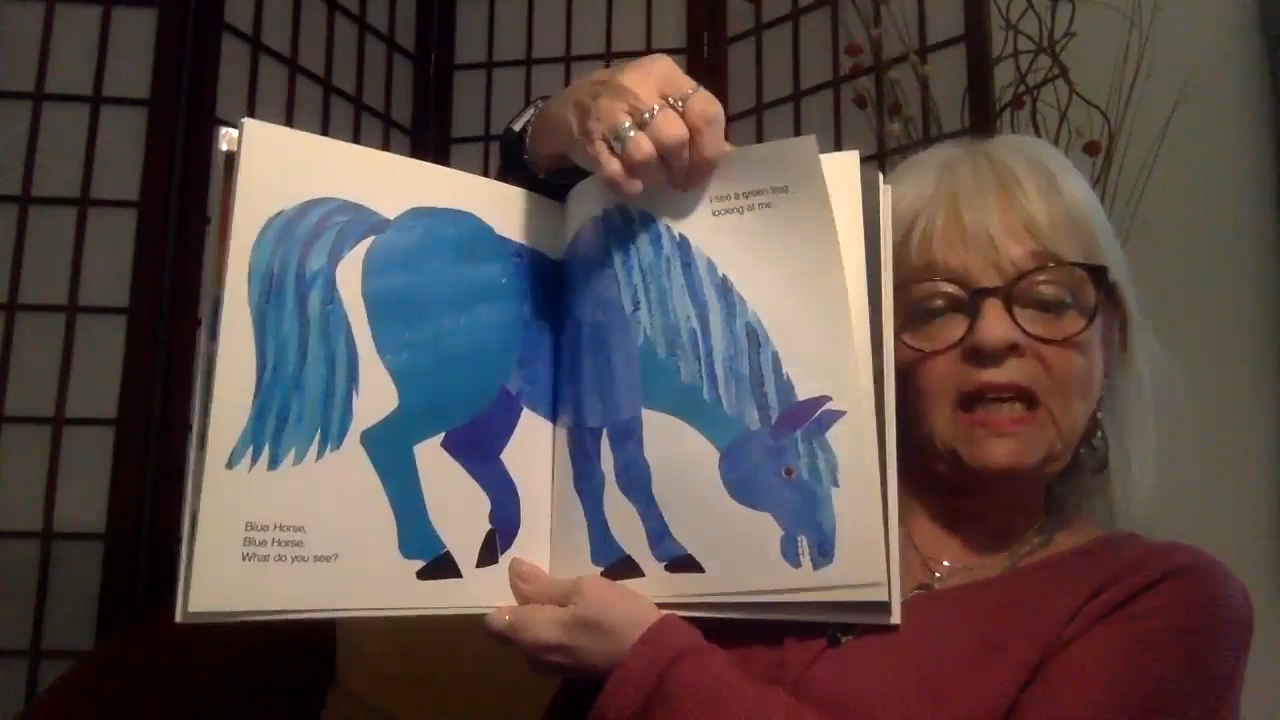 Blue Horse,
Blue Horse,
What do you see?
I see a green frog
looking at me.